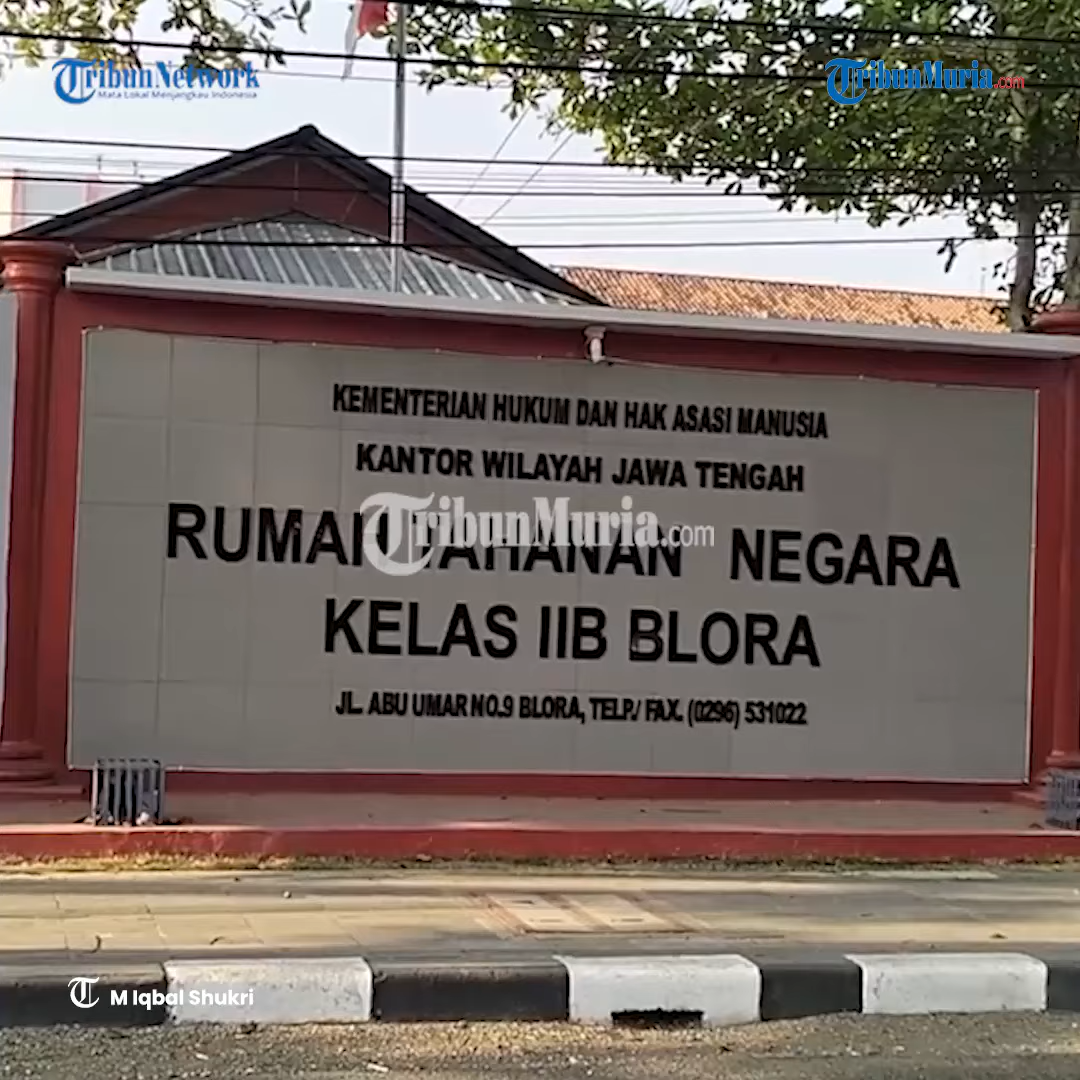 TribunNetwork
Mata Lokal Menjangkau Indonesia
TribunMuria.com
KEMENTERIAN HUKUM DAN HAK ASASI MANUSIA
KANTOR WILAYAH JAWA TENGAH
RUMAH TAHANAN NEGARA
TribunMuria.com
KELAS IIB BLORA
JL. ABU UMAR NO.9 BLORA, TELP./ FAX. (0296) 531022
M Iqbal Shukri